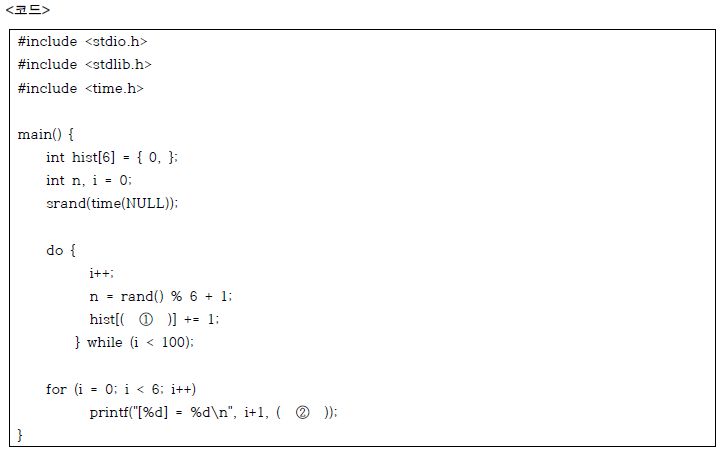 <코드>
#include <stdio.h>
#include <stdlib.h>
#include <time.h>
main() {
int hist[6] = { 0, };
int n, i = 0;
srand(time(NULL));
do {
i++;
n = rand() % 6 + 1;
hist[( ① )] += 1;
} while (i < 100);
for (i = 0; i < 6; i++)
printf("[%d] = %d\n", i+1, ( ② ));
}